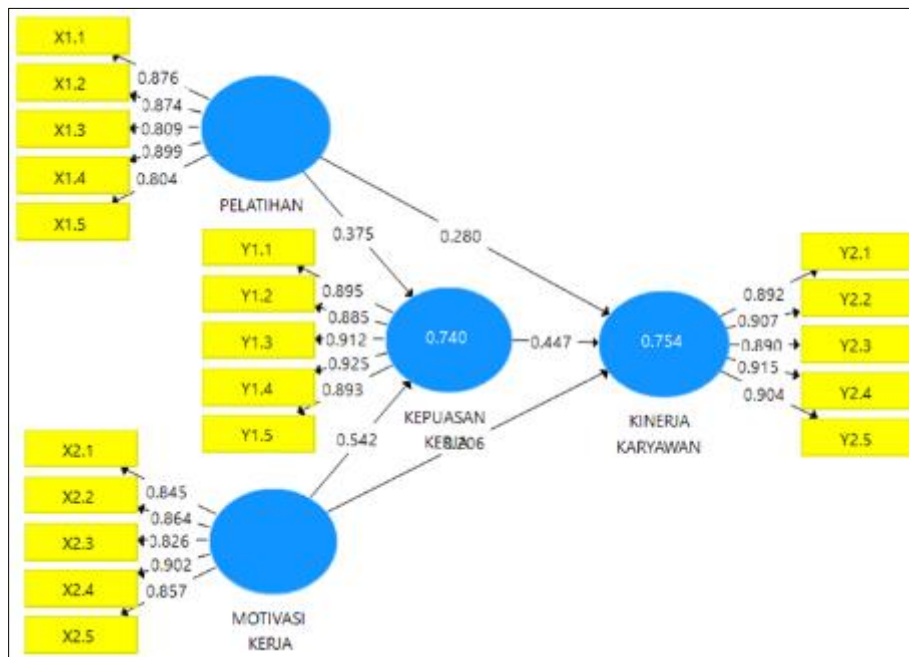 X1.1
X1.2
X1.3
X1.4
X1.5
0.876
0.874
0.809
0.899
0.804
PELATIHAN
0.375
0.280
Y1.1
Y1.2
Y1.3
Y1.4
Y1.5
0.895
0.885
0.912
0.925
0.893
0.740
KEPUASAN
KERJA
0.447
0.754
KINERJA
KARYAWAN
0.892
0.907
0.890
0.915
0.904
Y2.1
Y2.2
Y2.3
Y2.4
Y2.5
0.542
0.206
X2.1
X2.2
X2.3
X2.4
X2.5
0.845
0.864
0.826
0.902
0.857
MOTIVASI
KERJA